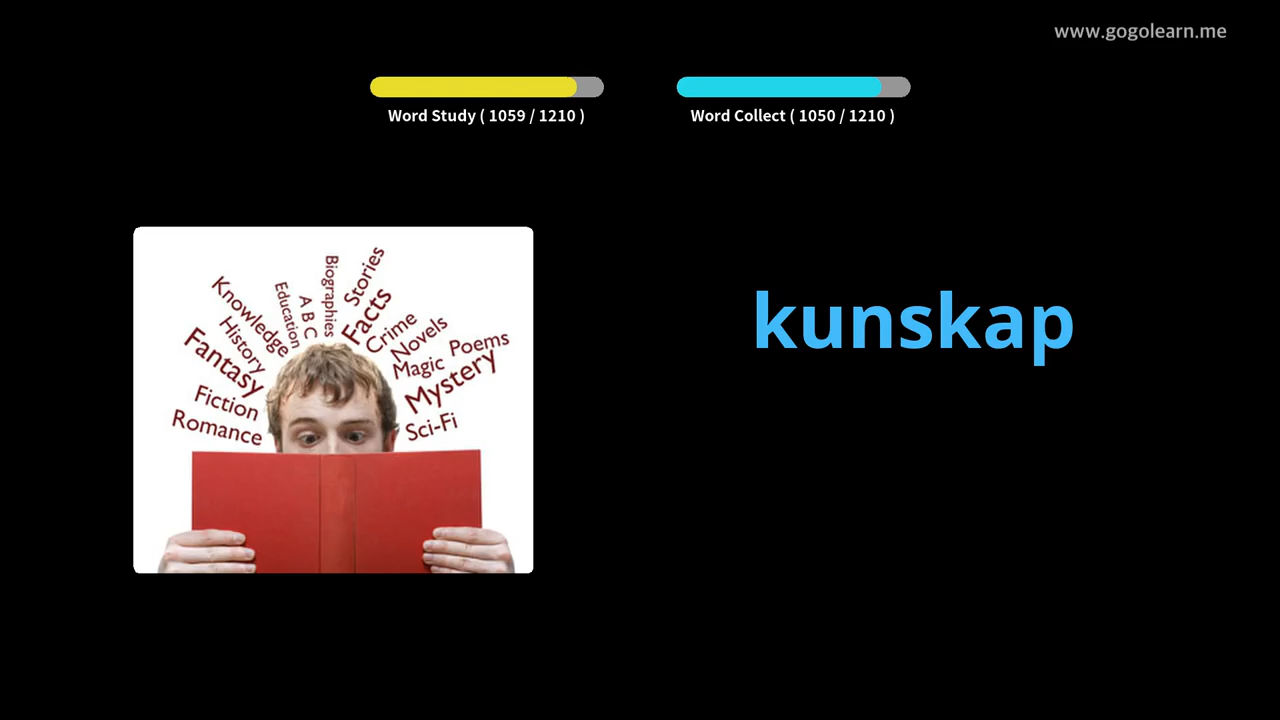 www.gogolearn.me
Word Study ( 1059 / 1210 )
Word Collect ( 1050 / 1210 )
Romance
Fiction
Fantasy
History
Knowledge
Education
A B C
Biographies
Stories
Facts
Crime
Novels
Magic
Poems
Mystery
Sci-Fi
kunskap